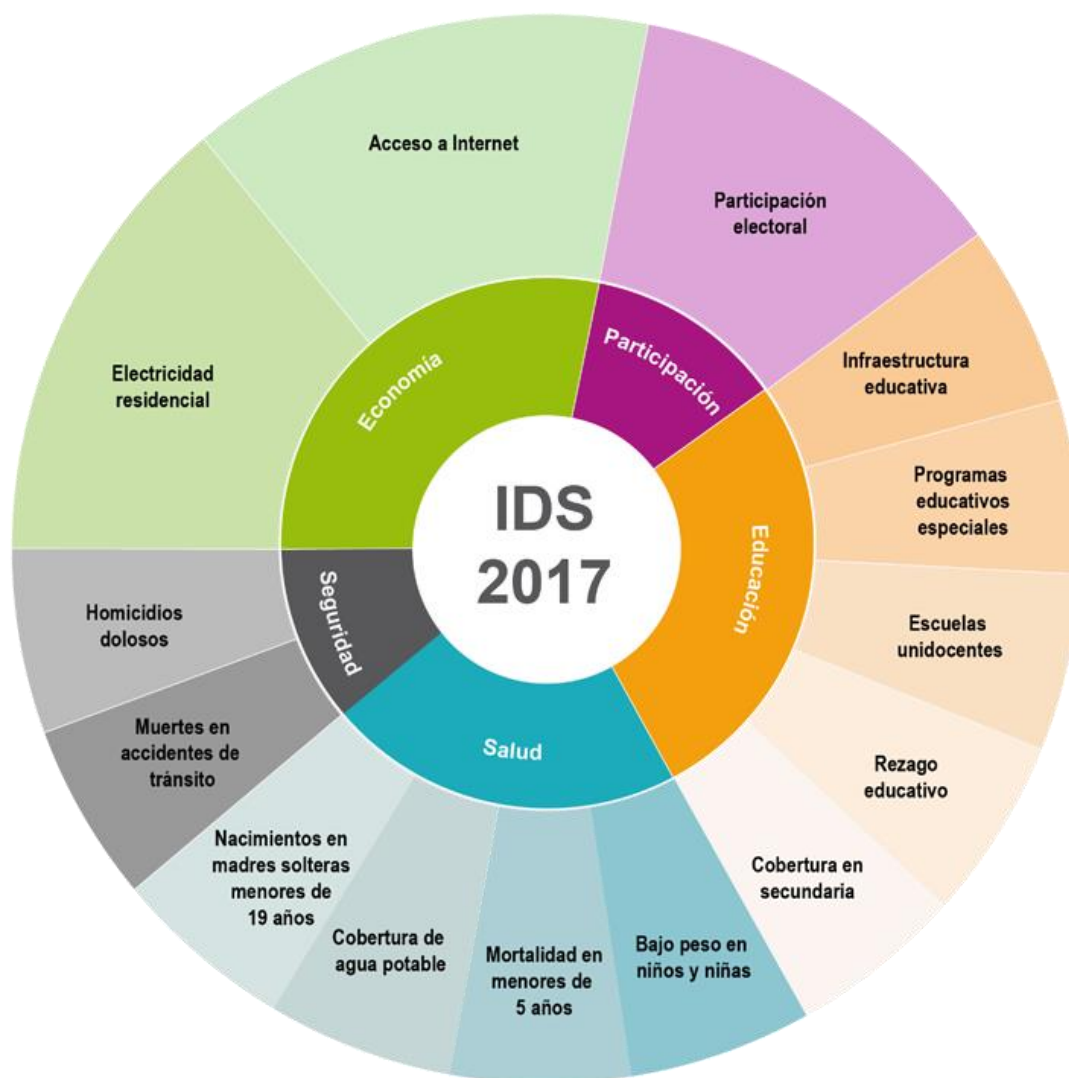 IDS
2017
Economía
Participación
Educación
Salud
Seguridad
Acceso a Internet
Participación
electoral
Infraestructura
educativa
Programas
educativos
especiales
Escuelas
unidocentes
Rezago
educativo
Cobertura en
secundaria
Bajo peso en
niños y niñas
Mortalidad en
menores de
5 años
Cobertura de
agua potable
Nacimientos en
madres solteras
menores de
19 años
Muertes en
accidentes de
tránsito
Homicidios
dolosos
Electricidad
residencial